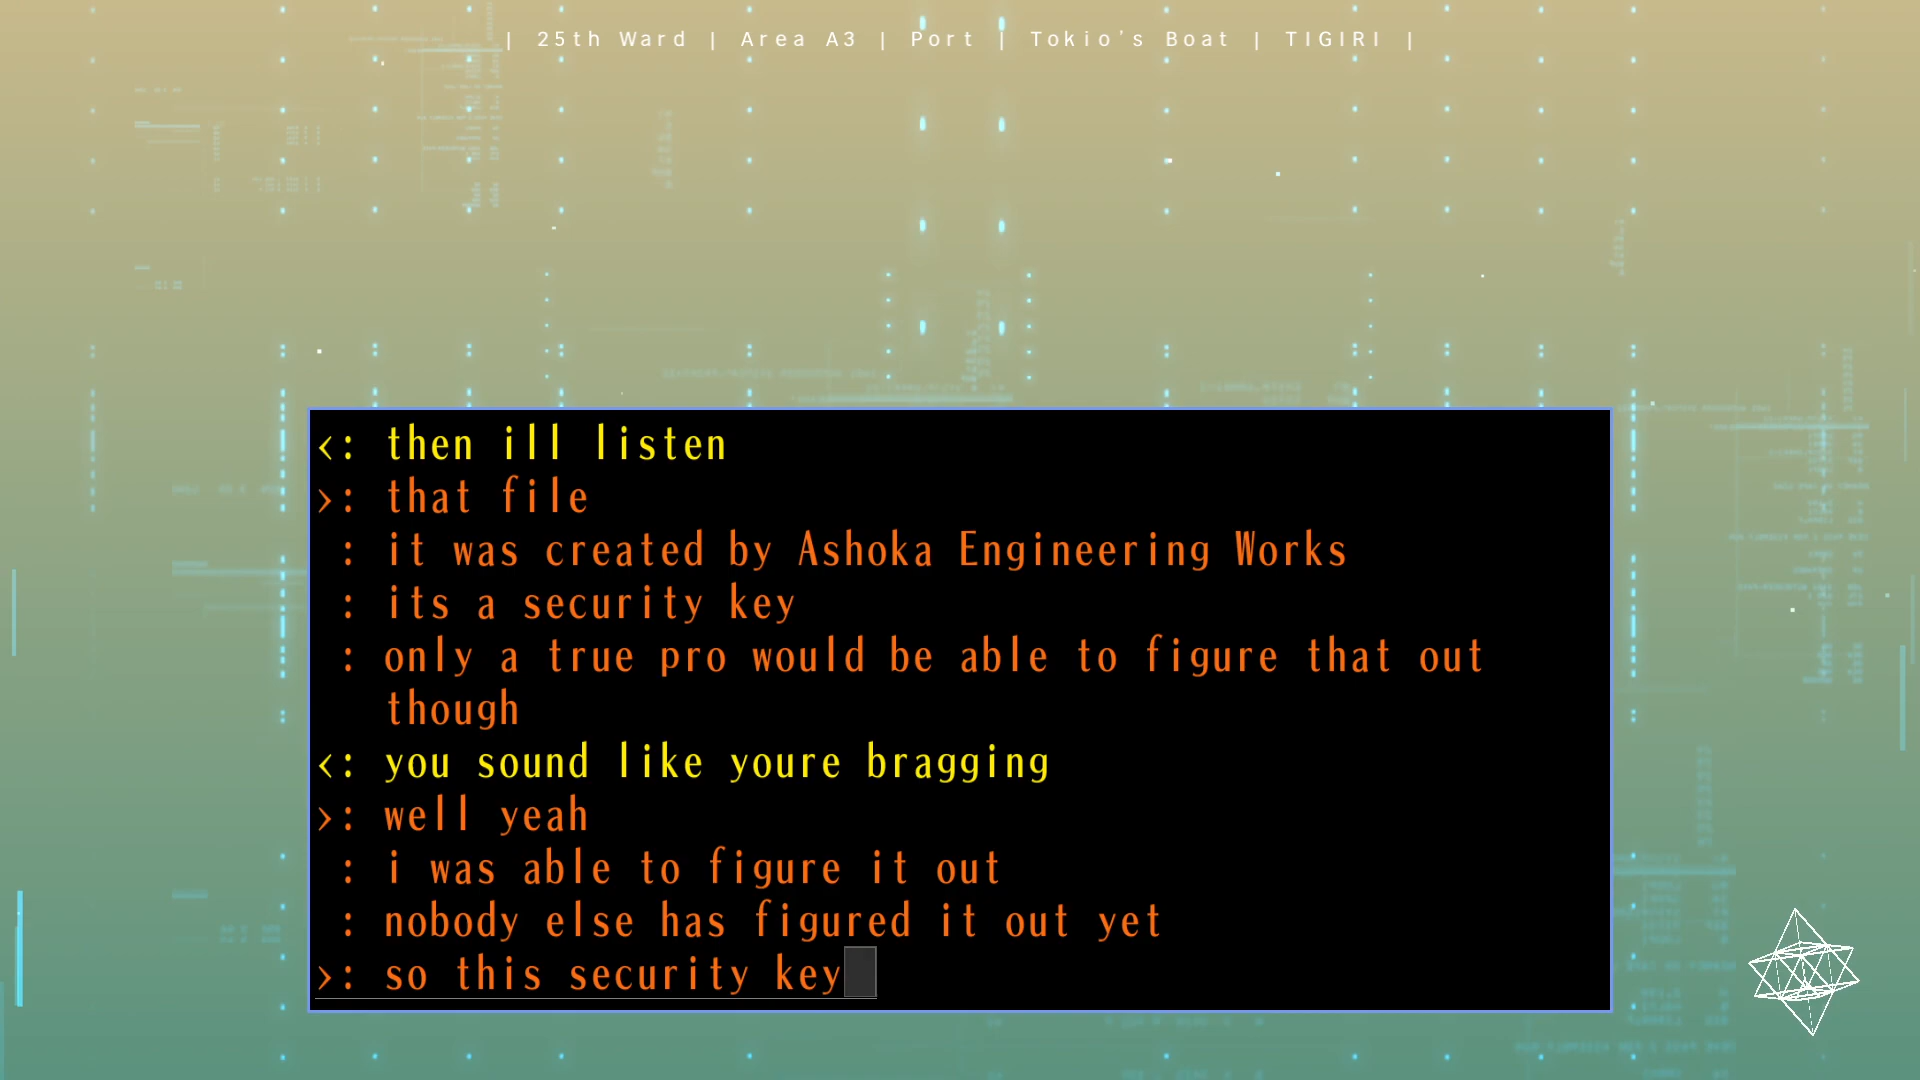 | 25th Ward | Area A3 | Port | Tokio's Boat | TIGIRI |
<: then ill listen
>: that file
: it was created by Ashoka Engineering Works
: its a security key
: only a true pro would be able to figure that out
though
<: you sound like youre bragging
>: well yeah
: i was able to figure it out
: nobody else has figured it out yet
>: so this security key